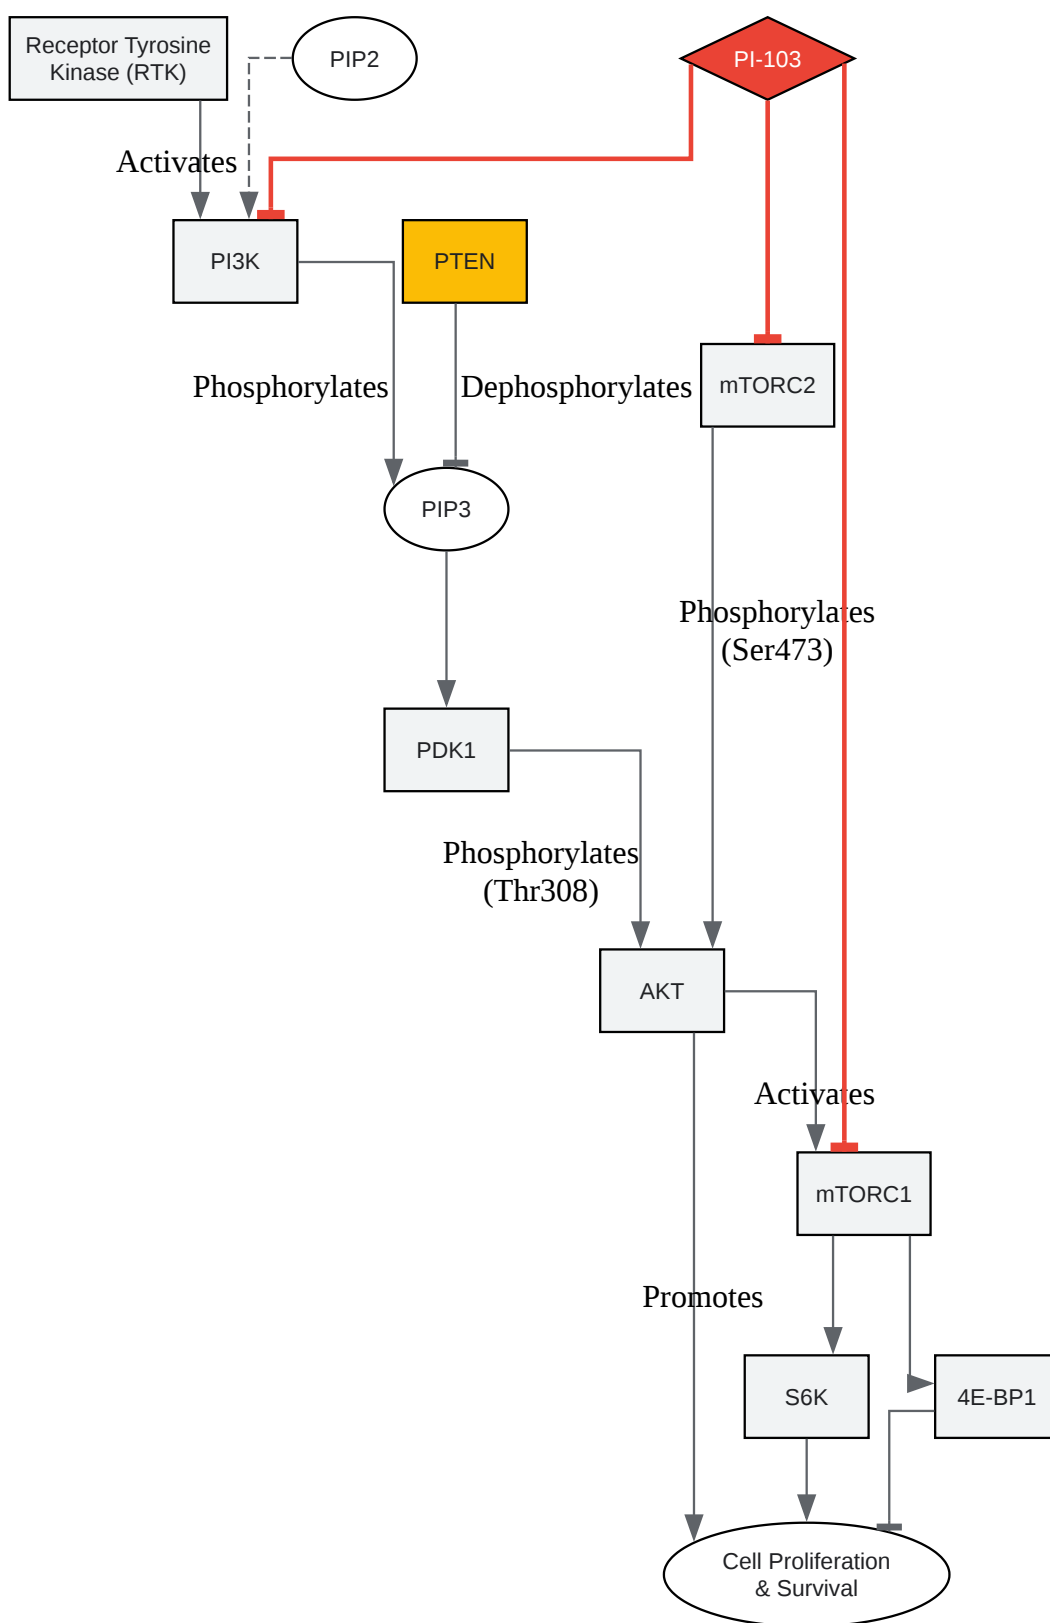 Receptor Tyrosine
Kinase (RTK)
PIP2
PI-103
Activates
PI3K
PTEN
Phosphorylates
Dephosphorylates
mTORC2
PIP3
Phosphorylates
(Ser473)
PDK1
Phosphorylates
(Thr308)
AKT
Activates
mTORC1
Promotes
S6K
4E-BP1
Cell Proliferation
& Survival